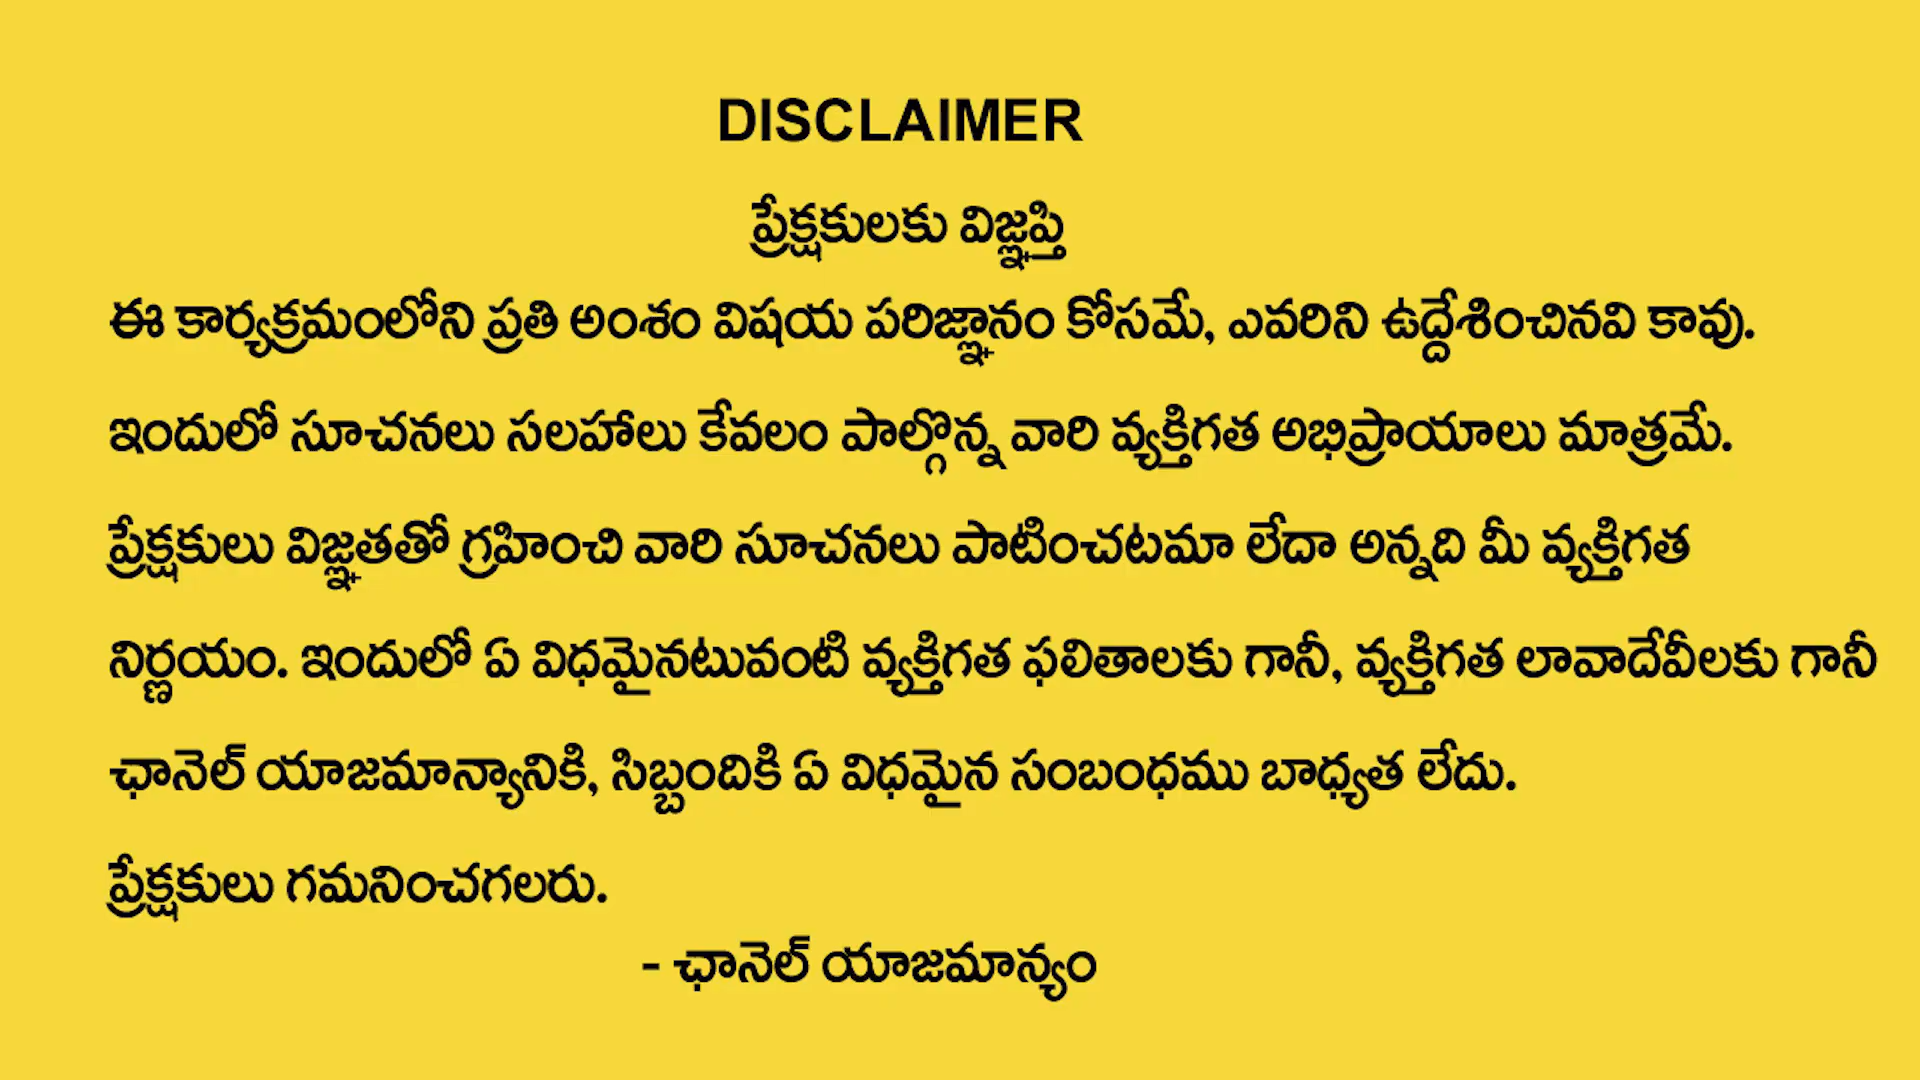 DISCLAIMER
ప్రేక్షకులకు విజ్ఞప్తి
ఈ కార్యక్రమంలోని ప్రతి అంశం విషయ పరిజ్ఞానం కోసమే, ఎవరిని ఉద్దేశించినవి కావు.
ఇందులో సూచనలు సలహాలు కేవలం పాల్గొన్న వారి వ్యక్తిగత అభిప్రాయాలు మాత్రమే.
ప్రేక్షకులు విజ్ఞతతో గ్రహించి వారి సూచనలు పాటించటమా లేదా అన్నది మీ వ్యక్తిగత
నిర్ణయం. ఇందులో ఏ విధమైనటువంటి వ్యక్తిగత ఫలితాలకు గానీ, వ్యక్తిగత లావాదేవీలకు గానీ
ఛానెల్ యాజమాన్యానికి, సిబ్బందికి ఏ విధమైన సంబంధము బాధ్యత లేదు.
ప్రేక్షకులు గమనించగలరు.
- ఛానెల్ యాజమాన్యం